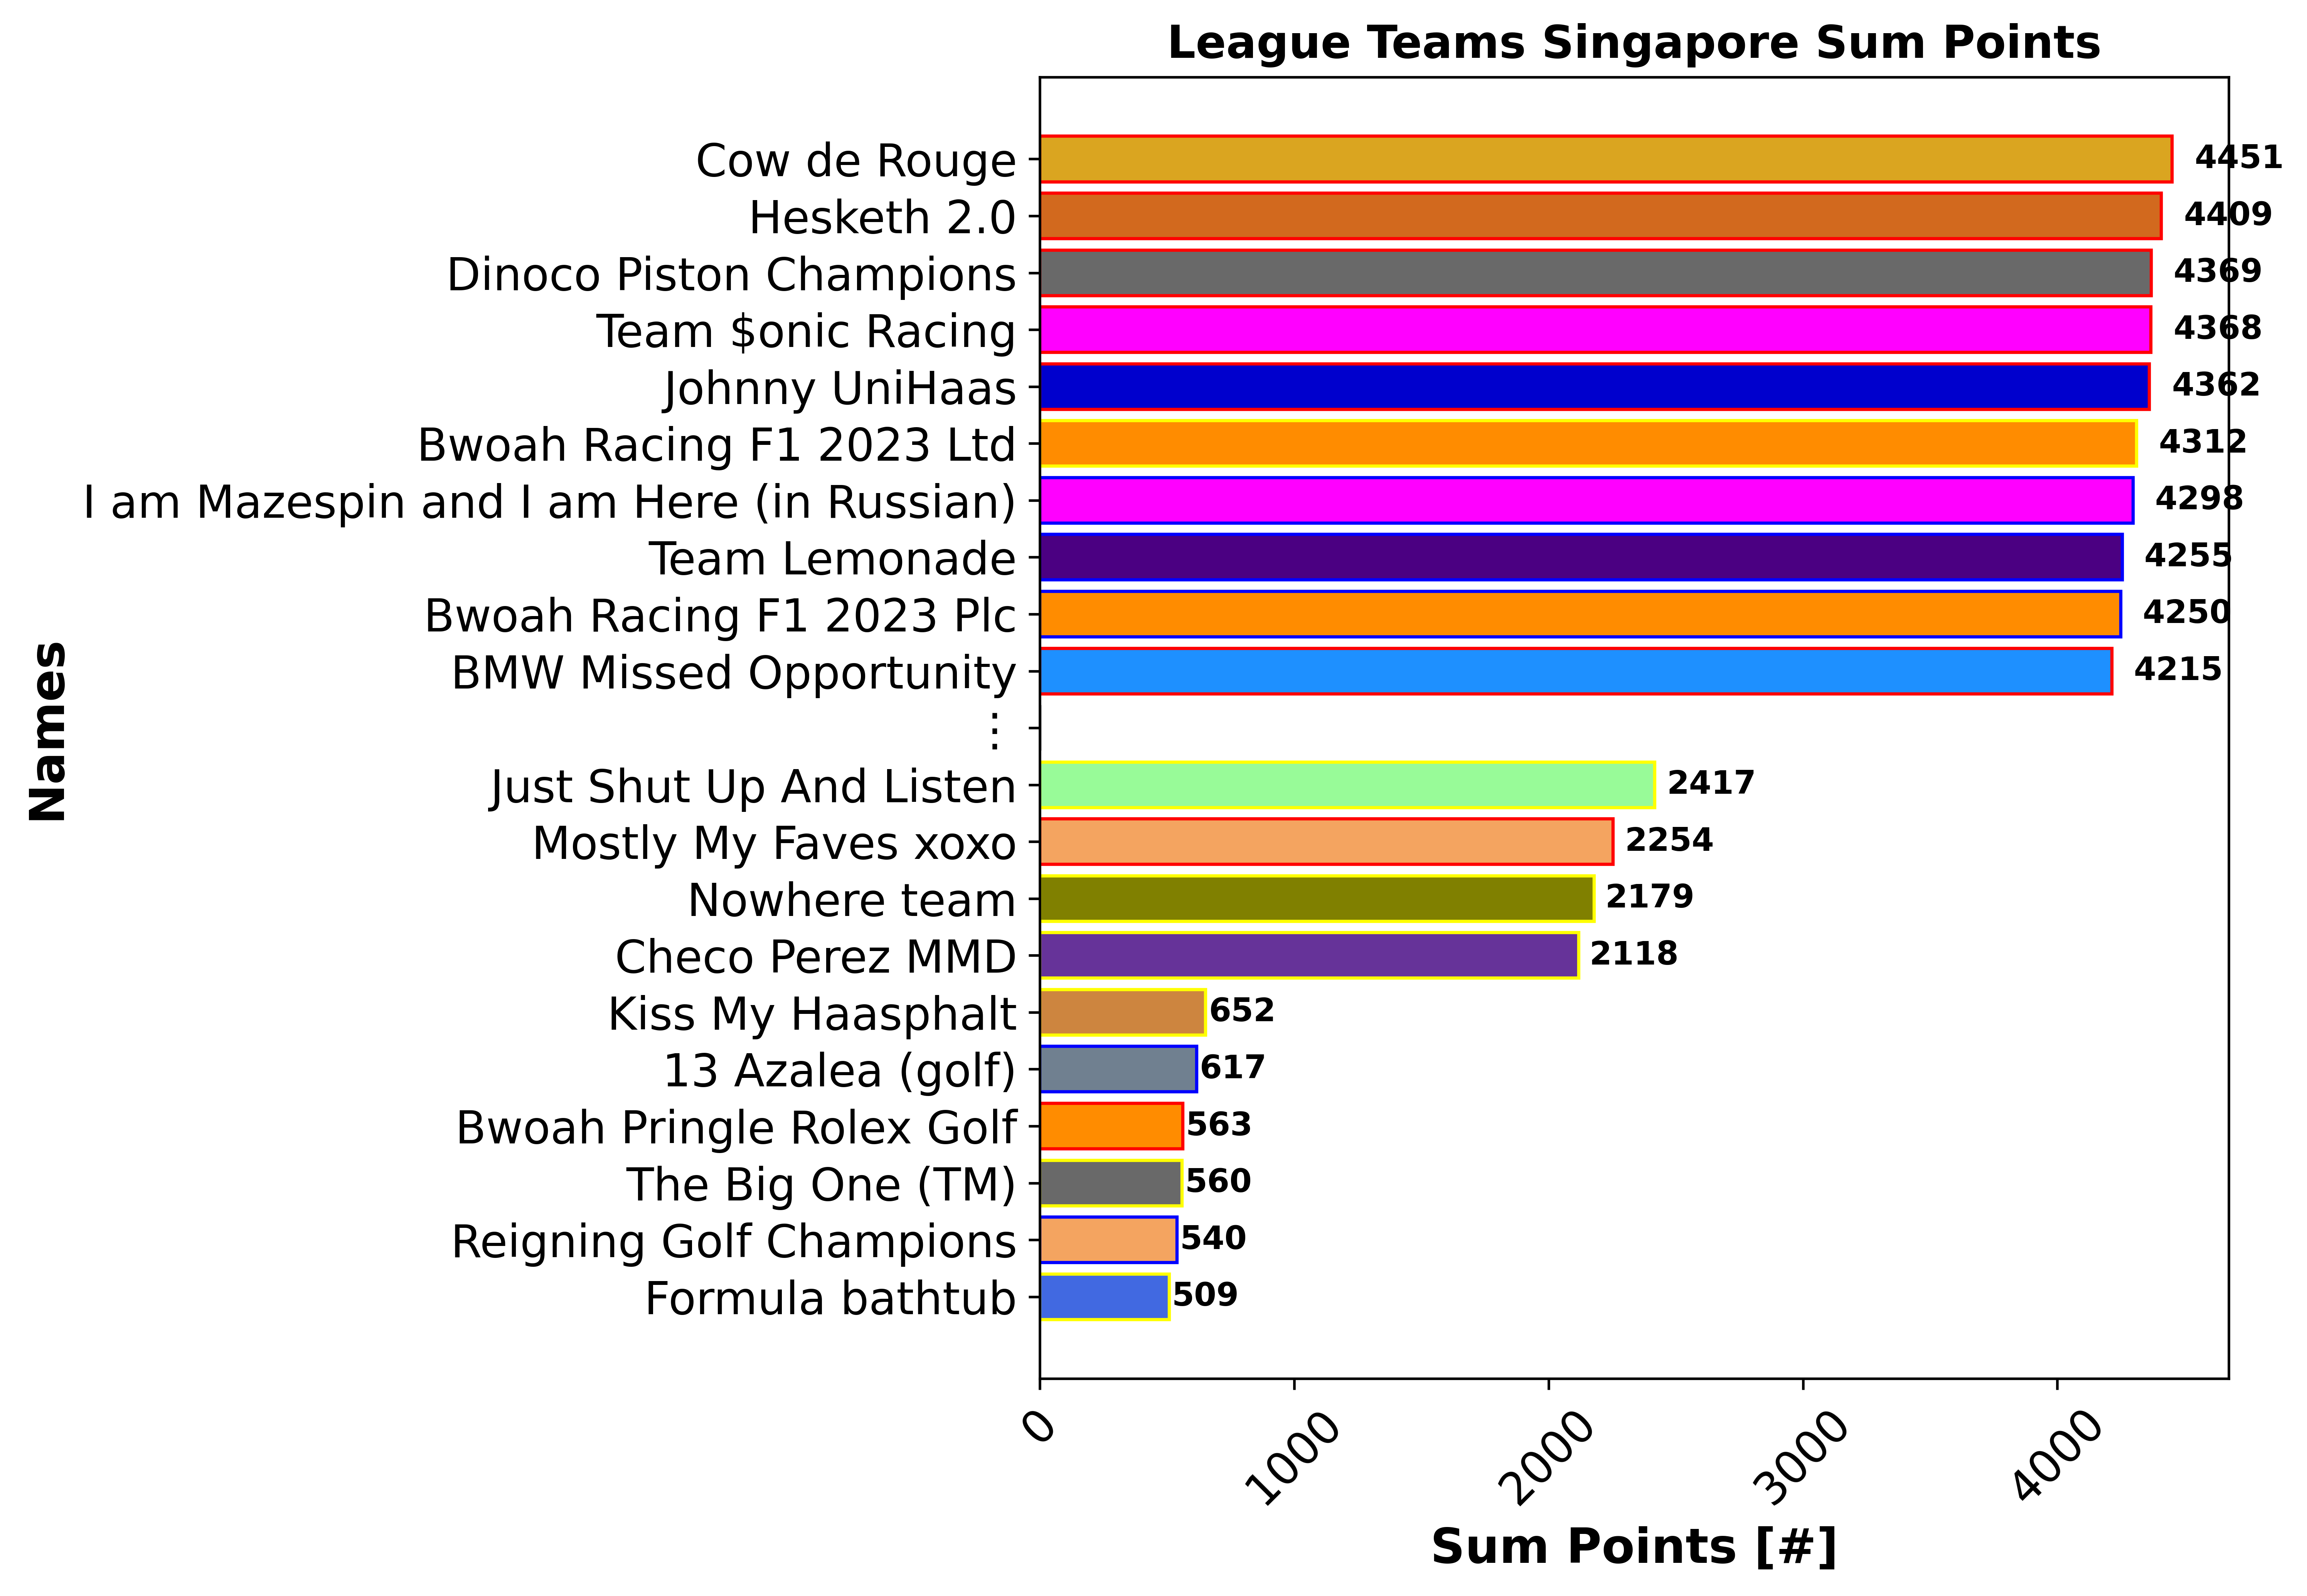 League Teams Singapore Sum Points
Names
Cow de Rouge 4451
Hesketh 2.0 4409
Dinoco Piston Champions 4369
Team $onic Racing 4368
Johnny UniHaas 4362
Bwoah Racing F1 2023 Ltd 4312
I am Mazespin and I am Here (in Russian) 4298
Team Lemonade 4255
Bwoah Racing F1 2023 Plc 4250
BMW Missed Opportunity 4215
⋮
Just Shut Up And Listen 2417
Mostly My Faves xoxo 2254
Nowhere team 2179
Checo Perez MMD 2118
Kiss My Haasphalt 652
13 Azalea (golf) 617
Bwoah Pringle Rolex Golf 563
The Big One (TM) 560
Reigning Golf Champions 540
Formula bathtub 509
0 1000 2000 3000 4000
Sum Points [#]